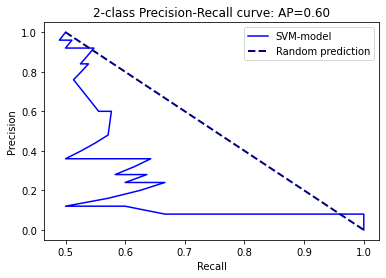 2-class Precision-Recall curve: AP=0.60
SVM-model
Random prediction
Precision
1.0
0.8
0.6
0.4
0.2
0.0
0.5 0.6 0.7 0.8 0.9 1.0
Recall